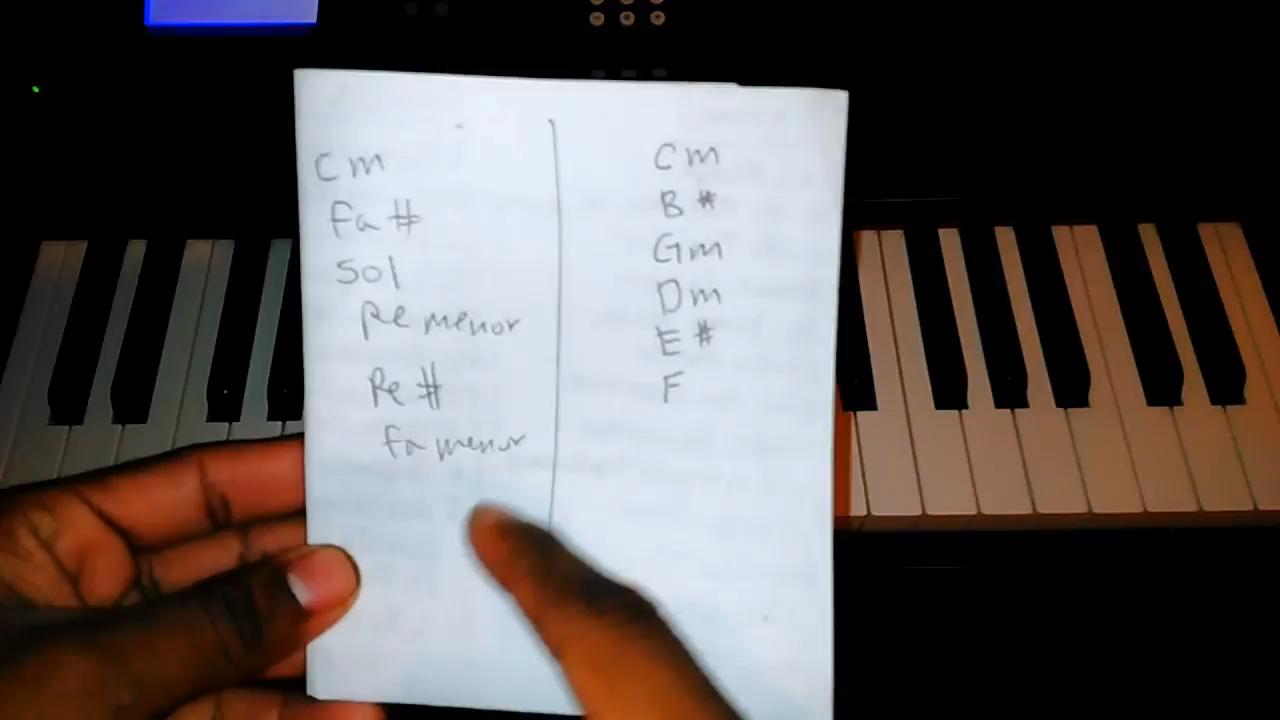 Cm
Fa #
Sol
Re menor
Re #
fa menor
Cm
B #
Gm
Dm
E #
F